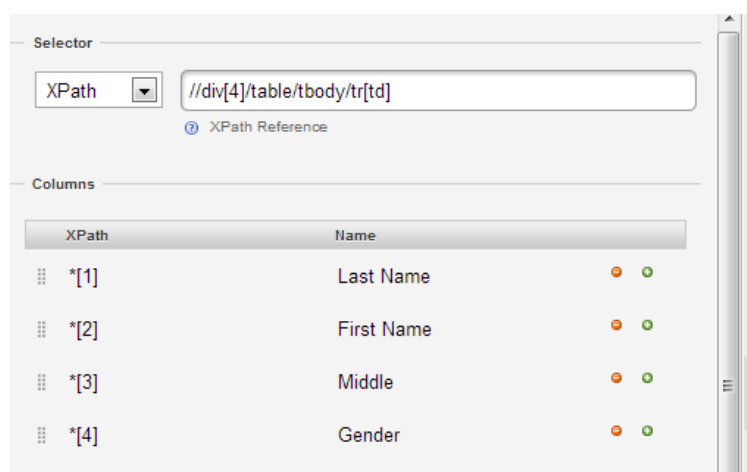 Selector
XPath //div[4]/table/tbody/tr[td]
XPath Reference
Columns
XPath Name
*[1] Last Name
*[2] First Name
*[3] Middle
*[4] Gender